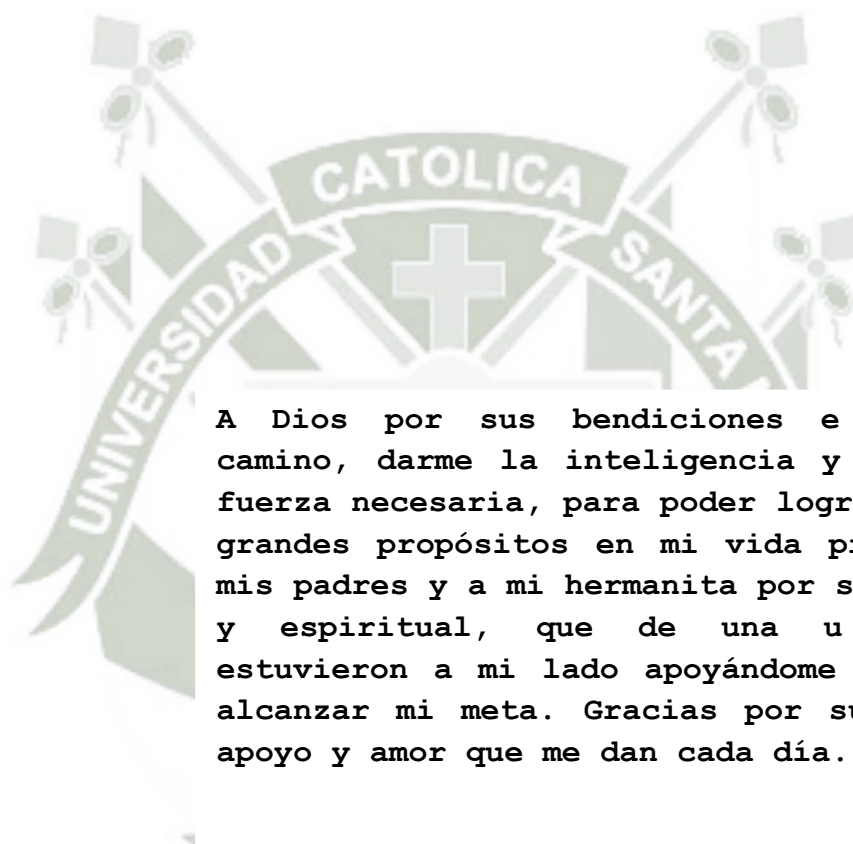 CATOLICA
UNIVERSIDAD
SANTA
A Dios por sus bendiciones e
camino, darme la inteligencia y
fuerza necesaria, para poder logr
grandes propósitos en mi vida p
mis padres y a mi hermanita por s
y espiritual, que de una u
estuvieron a mi lado apoyándome
alcanzar mi meta. Gracias por su
apoyo y amor que me dan cada día.